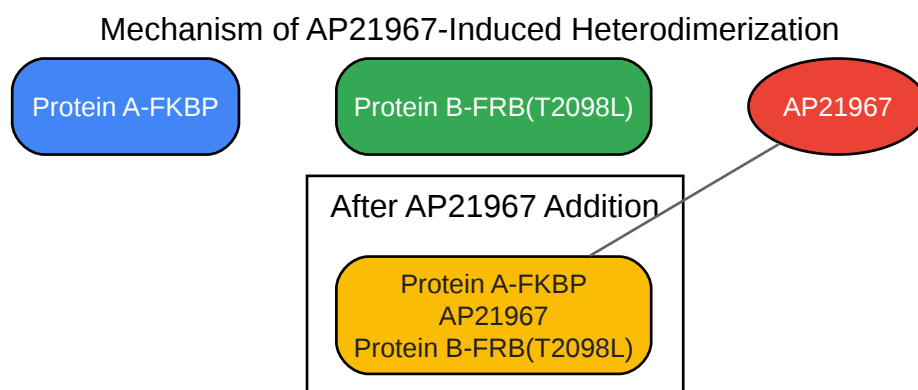 Mechanism of AP21967-Induced Heterodimerization
Protein A-FKBP
Protein B-FRB(T2098L)
AP21967
After AP21967 Addition
Protein A-FKBP
AP21967
Protein B-FRB(T2098L)